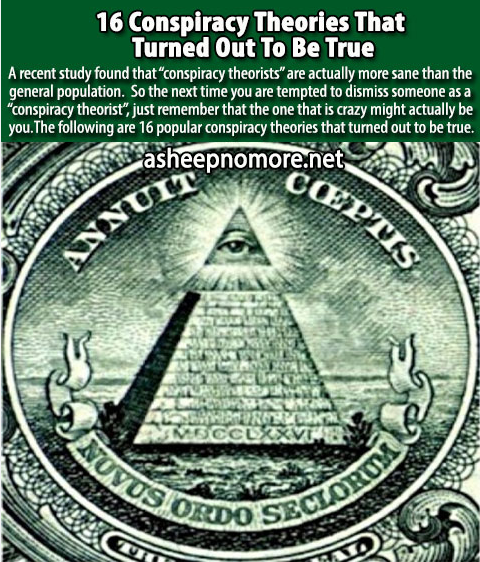 16 Conspiracy Theories That
Turned Out To Be True
A recent study found that "conspiracy theorists" are actually more sane than the
general population. So the next time you are tempted to dismiss someone as a
"conspiracy theorist", just remember that the one that is crazy might actually be
you.The following are 16 popular conspiracy theories that turned out to be true.
asheepnomore.net
ANNUIT CŒPTIS
MDCCLXXVI
NOVUS ORDO SECLORUM